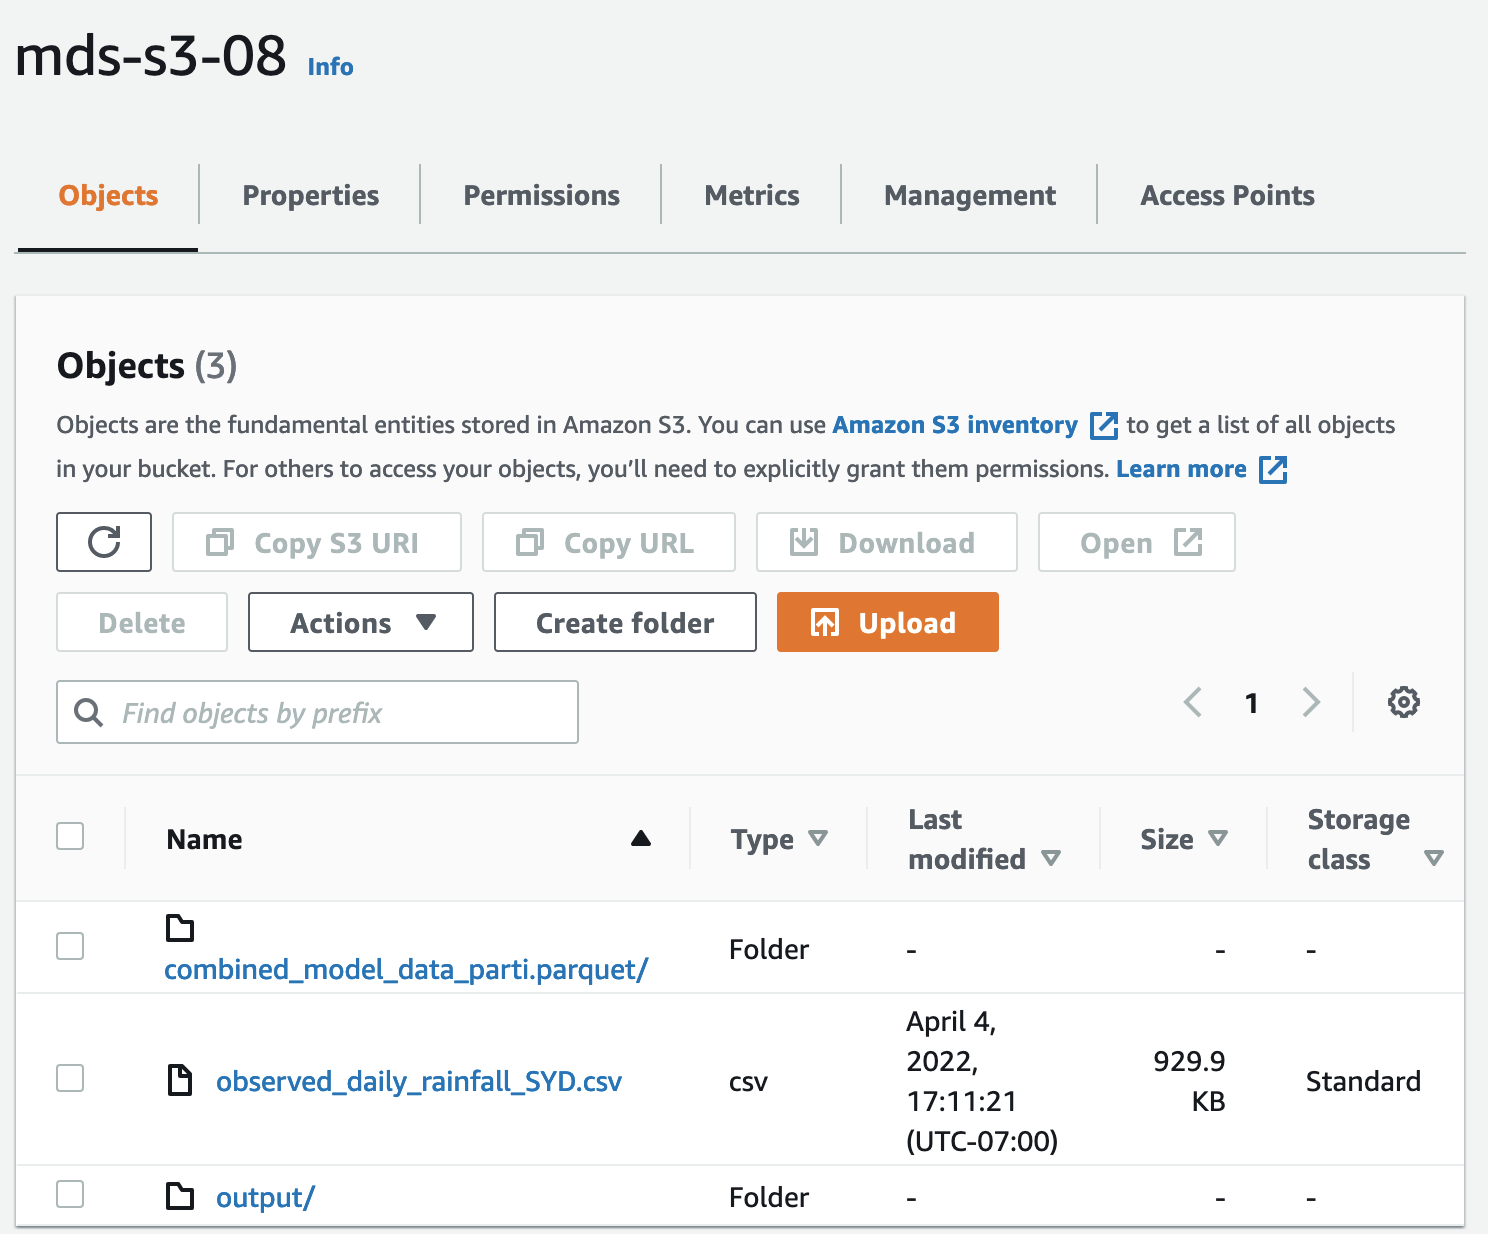 mds-s3-08 Info
Objects Properties Permissions Metrics Management Access Points
Objects (3)
Objects are the fundamental entities stored in Amazon S3. You can use Amazon S3 inventory to get a list of all objects
in your bucket. For others to access your objects, you’ll need to explicitly grant them permissions. Learn more
Copy S3 URI Copy URL Download Open
Delete Actions Create folder Upload
Find objects by prefix 1
Name Type Last modified Size Storage class
combined_model_data_parti.parquet/ Folder - - -
observed_daily_rainfall_SYD.csv csv April 4, 2022, 17:11:21 (UTC-07:00) 929.9 KB Standard
output/ Folder - - -